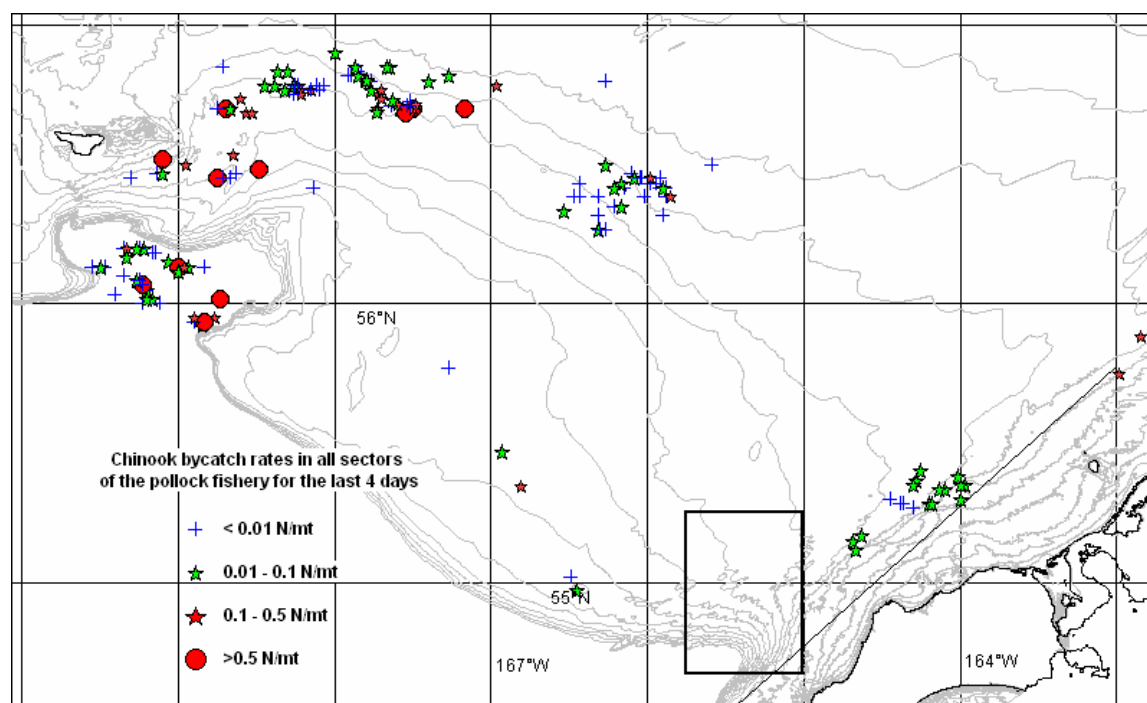 56°N
Chinook bycatch rates in all sectors
of the pollock fishery for the last 4 days
< 0.01 N/mt
0.01 - 0.1 N/mt
0.1 - 0.5 N/mt
>0.5 N/mt
55°N
167°W
164°W